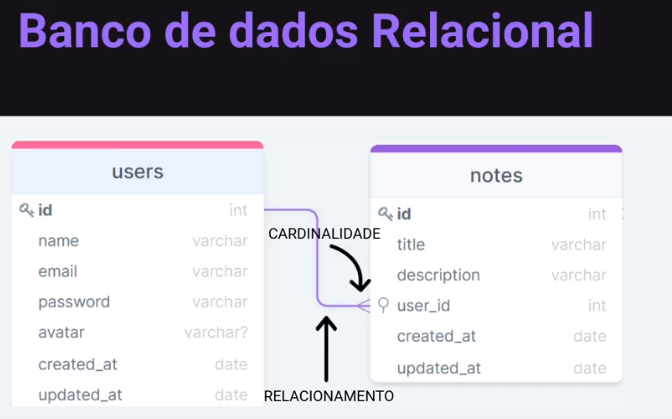 Banco de dados Relacional
users
id int
name varchar
email varchar
password varchar
avatar varchar?
created_at date
updated_at date
CARDINALIDADE
RELACIONAMENTO
notes
id int
title varchar
description varchar
user_id int
created_at date
updated_at date